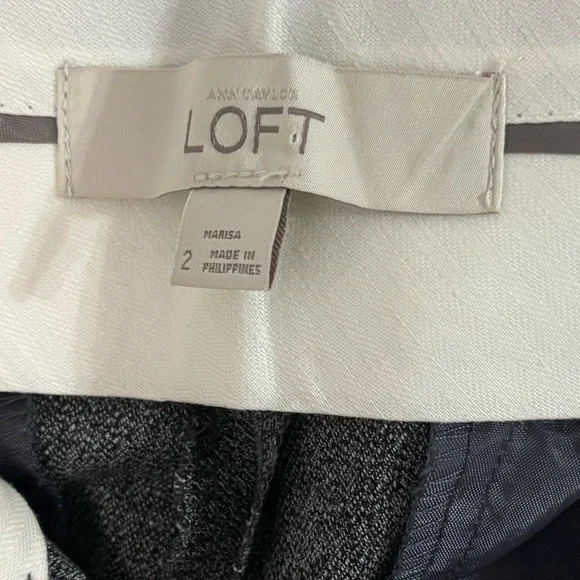 ANN TAYLOR
LOFT
MARISA
2 MADE IN
PHILIPPINES